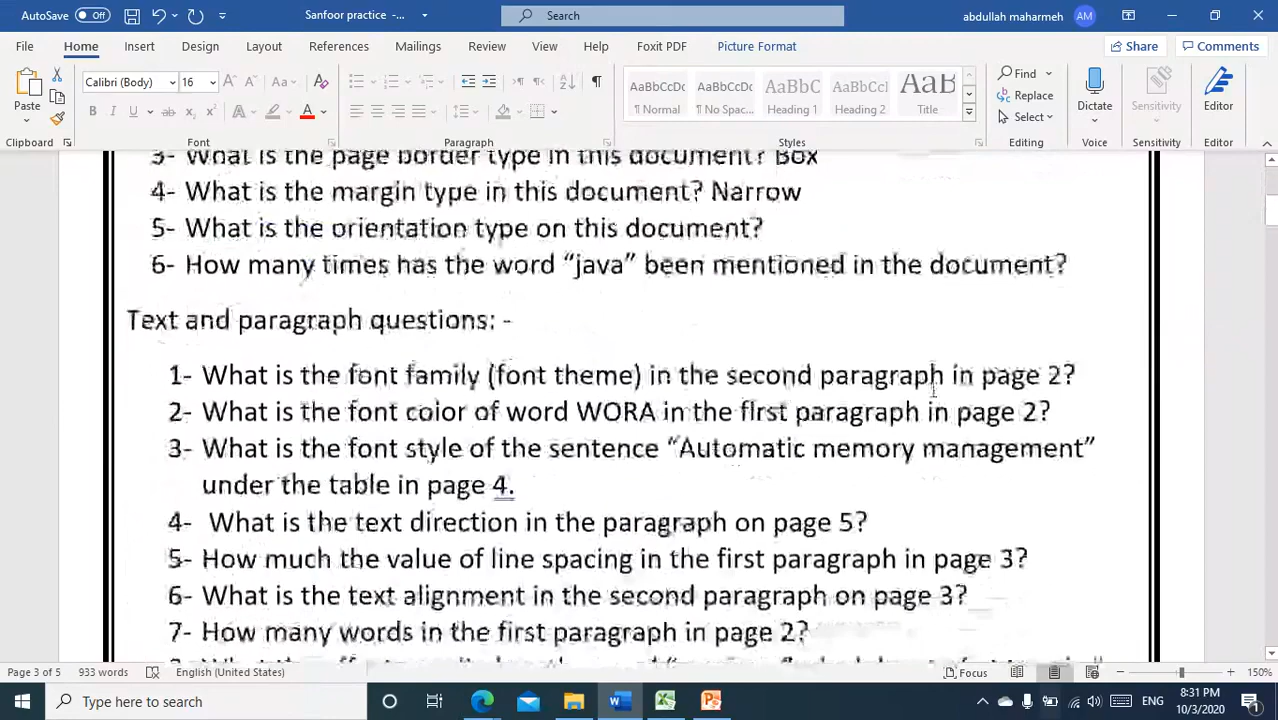 AutoSave Off Sanfoor practice -... Search abdullah maharmeh AM
File Home Insert Design Layout References Mailings Review View Help Foxit PDF Picture Format Share Comments
Paste Calibri (Body) 16 Aa AaBbCcDc AaBbCcDc AaBbC AaBbCcI AaB Find Replace Select Dictate Sensitivity Editor
B I U ab x₂ x² A A ¶ Normal ¶ No Spac... Heading 1 Heading 2 Title
Clipboard Font Paragraph Styles Editing Voice Sensitivity Editor
3- What is the page border type in this document? Box
4- What is the margin type in this document? Narrow
5- What is the orientation type on this document?
6- How many times has the word “java” been mentioned in the document?
Text and paragraph questions: -
1- What is the font family (font theme) in the second paragraph in page 2?
2- What is the font color of word WORA in the first paragraph in page 2?
3- What is the font style of the sentence “Automatic memory management”
under the table in page 4.
4- What is the text direction in the paragraph on page 5?
5- How much the value of line spacing in the first paragraph in page 3?
6- What is the text alignment in the second paragraph on page 3?
7- How many words in the first paragraph in page 2?
Page 3 of 5 933 words English (United States) Focus 150%
Type here to search ENG 8:31 PM
10/3/2020